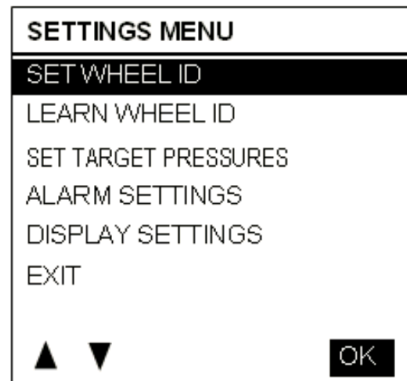 SETTINGS MENU
SET WHEEL ID
LEARN WHEEL ID
SET TARGET PRESSURES
ALARM SETTINGS
DISPLAY SETTINGS
EXIT
▲ ▼ OK